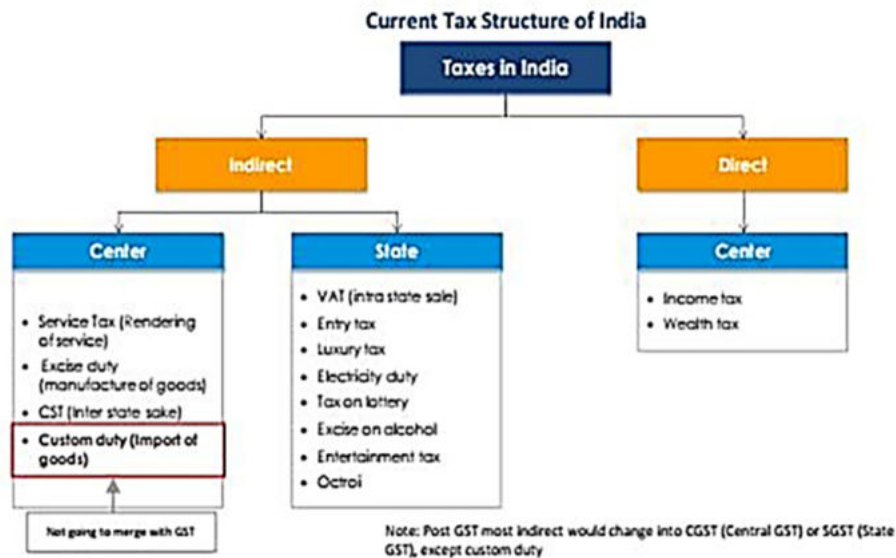 Current Tax Structure of India
Taxes in India
Indirect
Direct
Center
• Service Tax (Rendering
of service)
• Excise duty
(manufacture of goods)
• CST (Inter state sake)
• Custom duty (Import of
goods)
Not going to merge with GST
State
• VAT (intra state sale)
• Entry tax
• Luxury tax
• Electricity duty
• Tax on lottery
• Excise on alcohol
• Entertainment tax
• Octroi
Center
• Income tax
• Wealth tax
Note: Post GST most indirect would change into CGST (Central GST) or SGST (State
GST), except custom duty